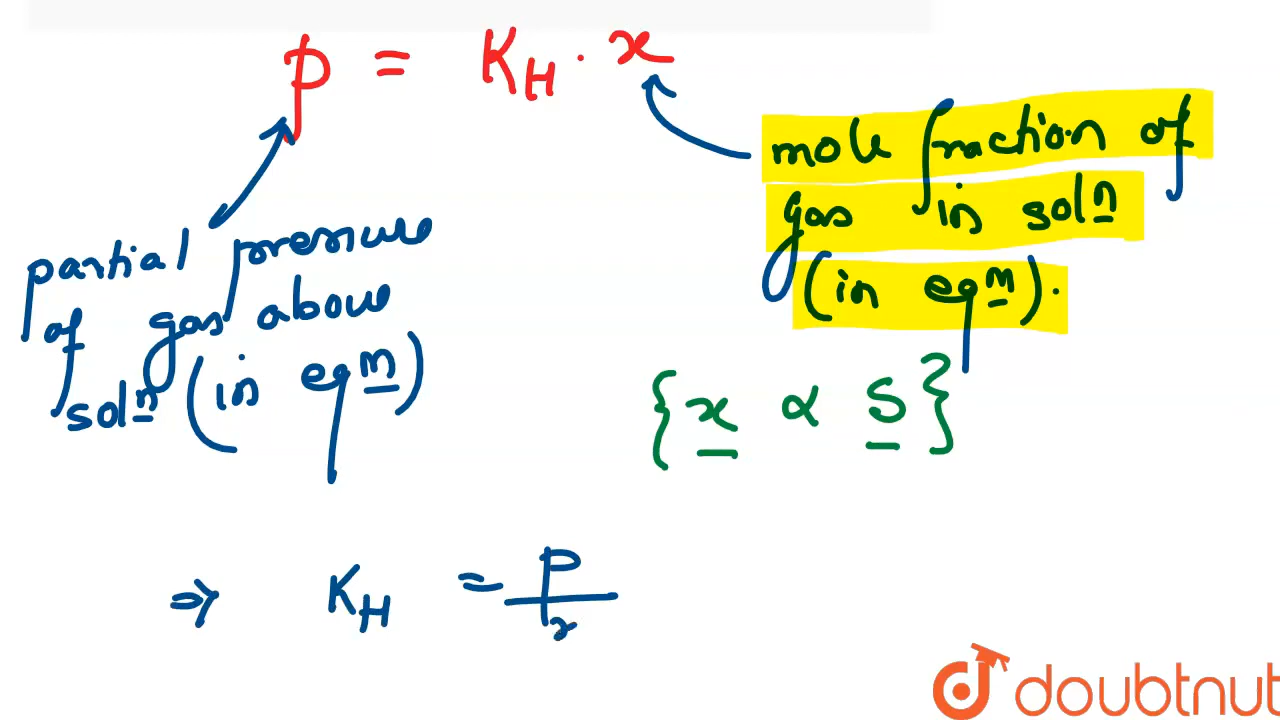 p = K_H · x
mole fraction of
gas in solⁿ
(in eqᵐ).
partial pressure
of gas above
solⁿ (in eqᵐ)
{x ∝ S}
⇒ K_H = p/x
doubtnut